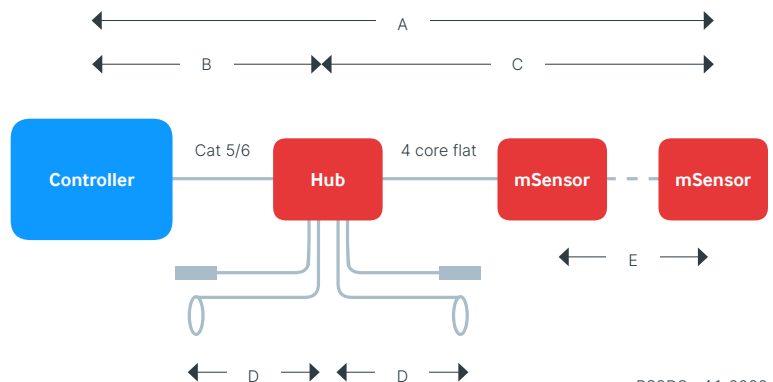 A
B
C
Cat 5/6
4 core flat
Controller
Hub
mSensor
mSensor
E
D
D